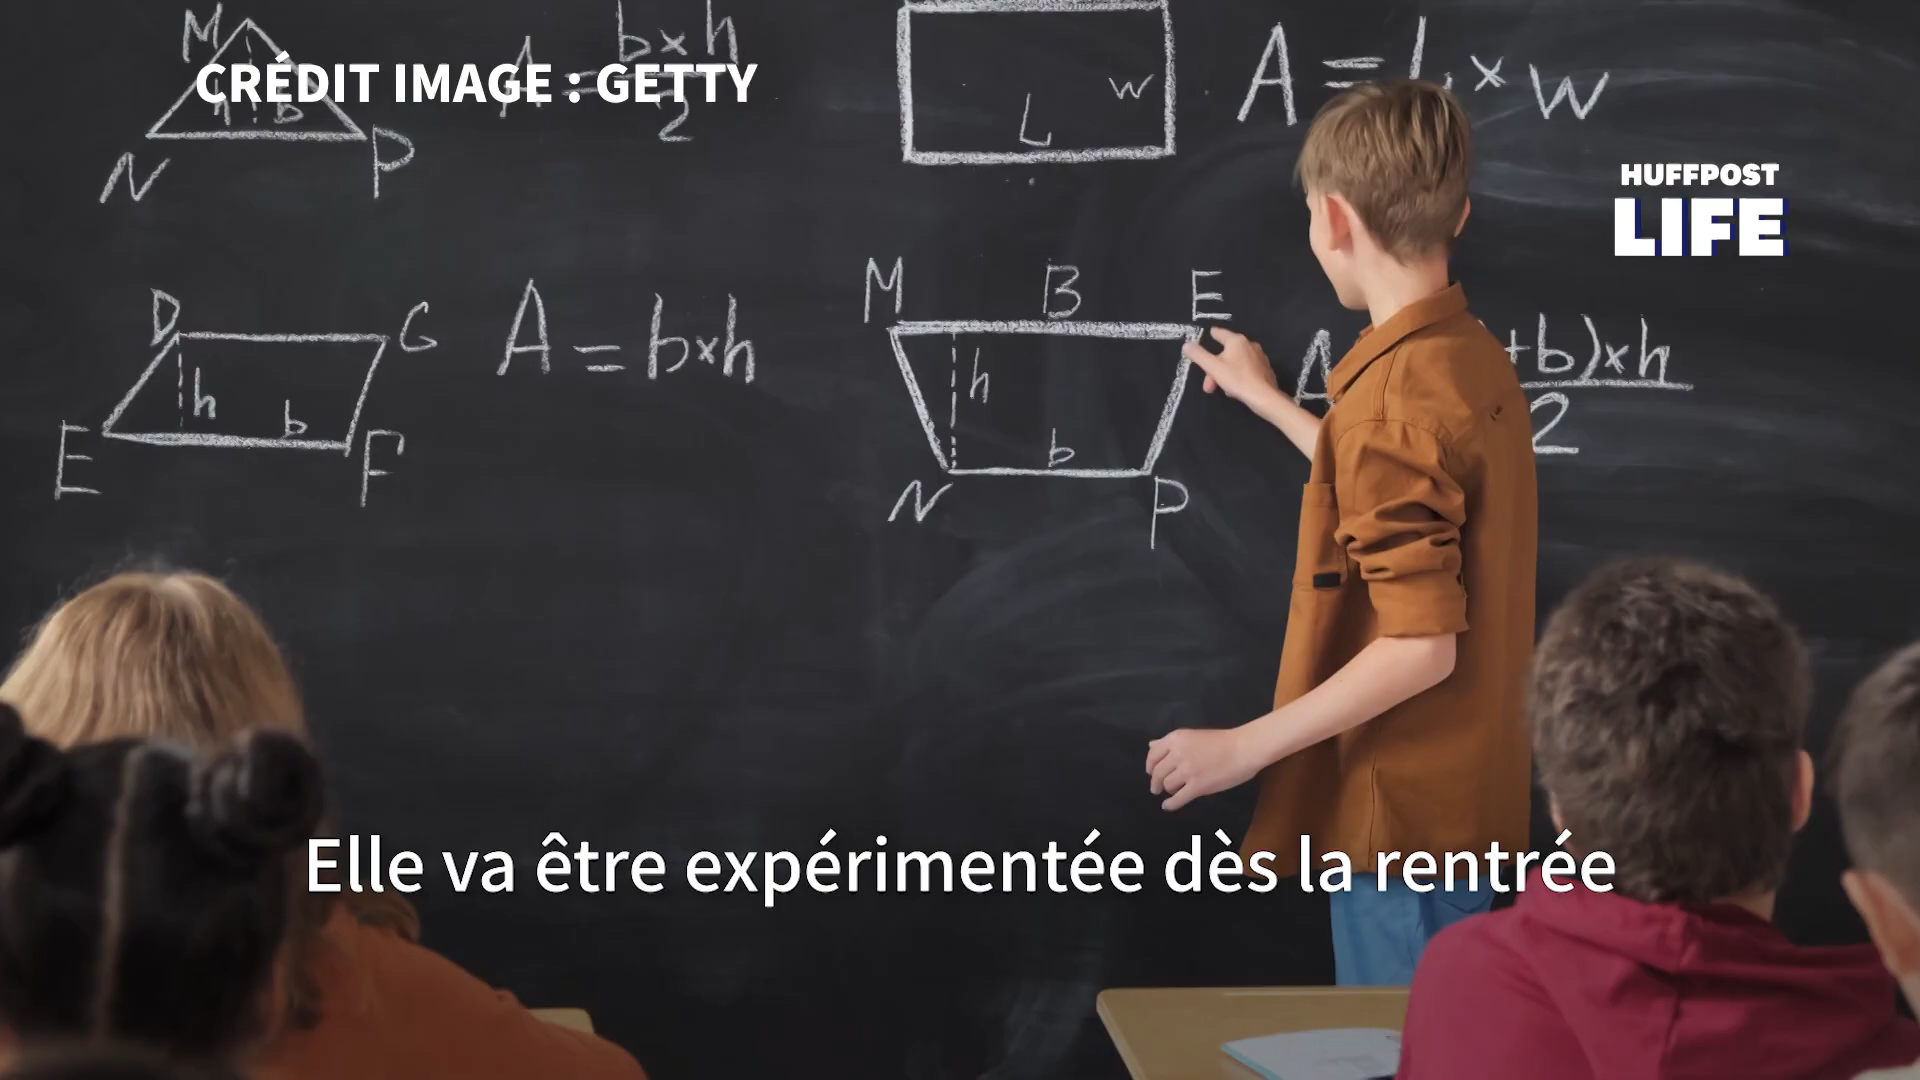 M
A = b×h
2
CRÉDIT IMAGE : GETTY
h b
N P
L w
A = L × w
HUFFPOST
LIFE
D G
h b
E F
A = b×h
M B E
h
b
N P
A +b)×h
2
Elle va être expérimentée dès la rentrée